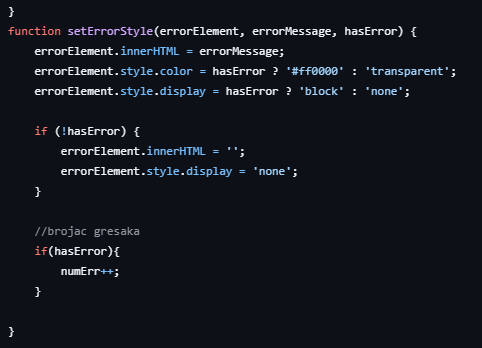 }
function setErrorStyle(errorElement, errorMessage, hasError) {
    errorElement.innerHTML = errorMessage;
    errorElement.style.color = hasError ? '#ff0000' : 'transparent';
    errorElement.style.display = hasError ? 'block' : 'none';

    if (!hasError) {
        errorElement.innerHTML = '';
        errorElement.style.display = 'none';
    }

    //brojac gresaka
    if(hasError){
        numErr++;
    }

}